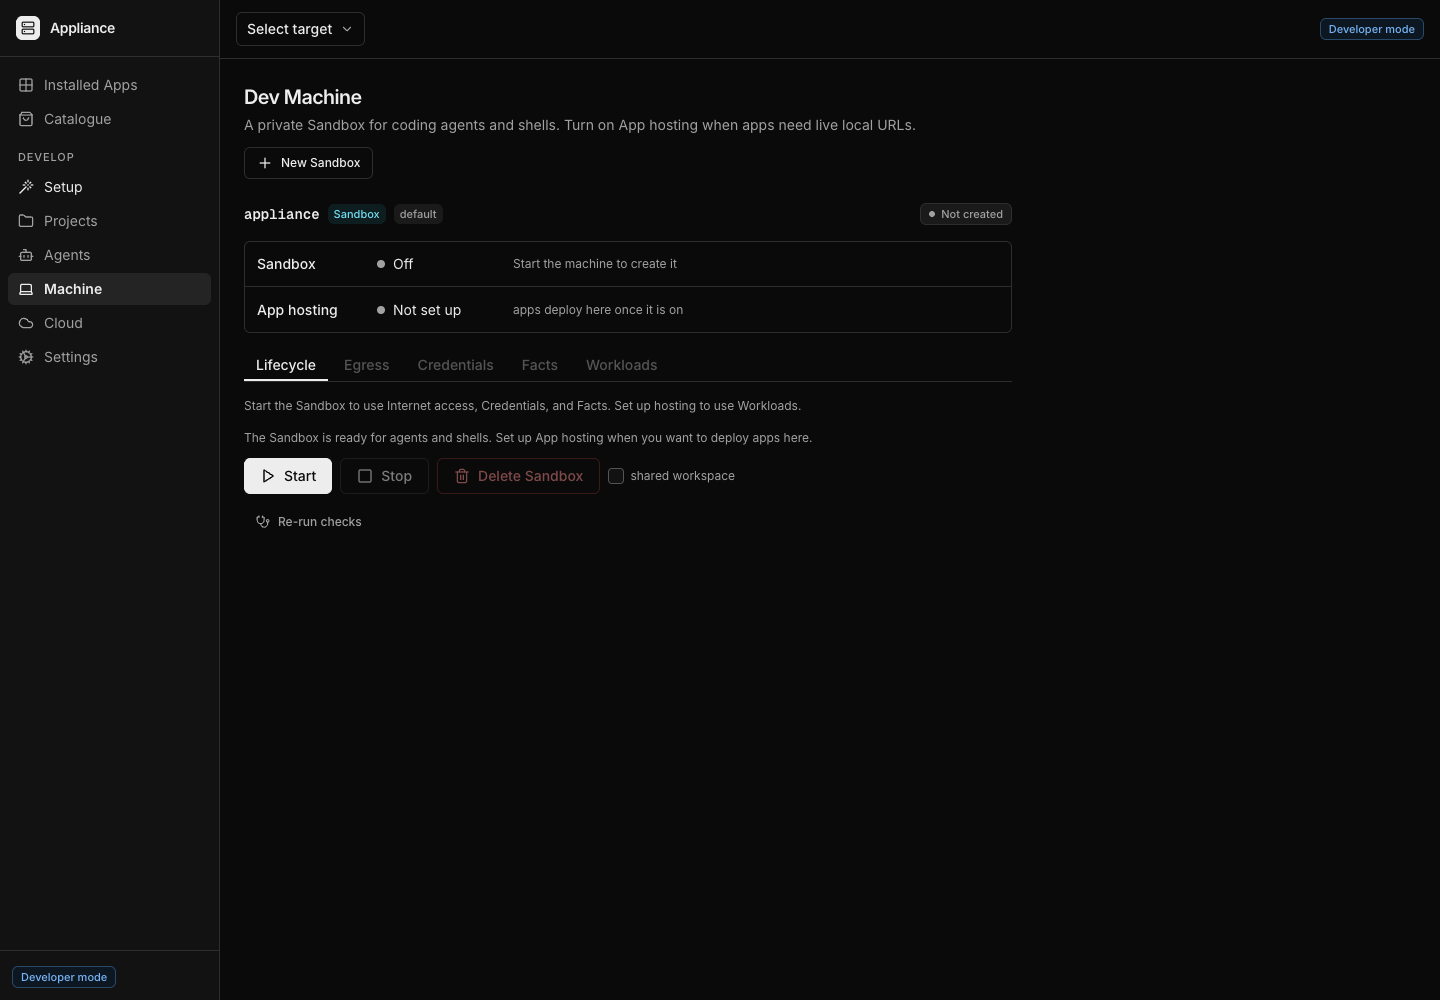 Appliance
Select target
Developer mode
Installed Apps
Catalogue
DEVELOP
Setup
Projects
Agents
Machine
Cloud
Settings
Developer mode
Dev Machine
A private Sandbox for coding agents and shells. Turn on App hosting when apps need live local URLs.
New Sandbox
appliance Sandbox default Not created
Sandbox Off Start the machine to create it
App hosting Not set up apps deploy here once it is on
Lifecycle Egress Credentials Facts Workloads
Start the Sandbox to use Internet access, Credentials, and Facts. Set up hosting to use Workloads.
The Sandbox is ready for agents and shells. Set up App hosting when you want to deploy apps here.
Start Stop Delete Sandbox shared workspace
Re-run checks